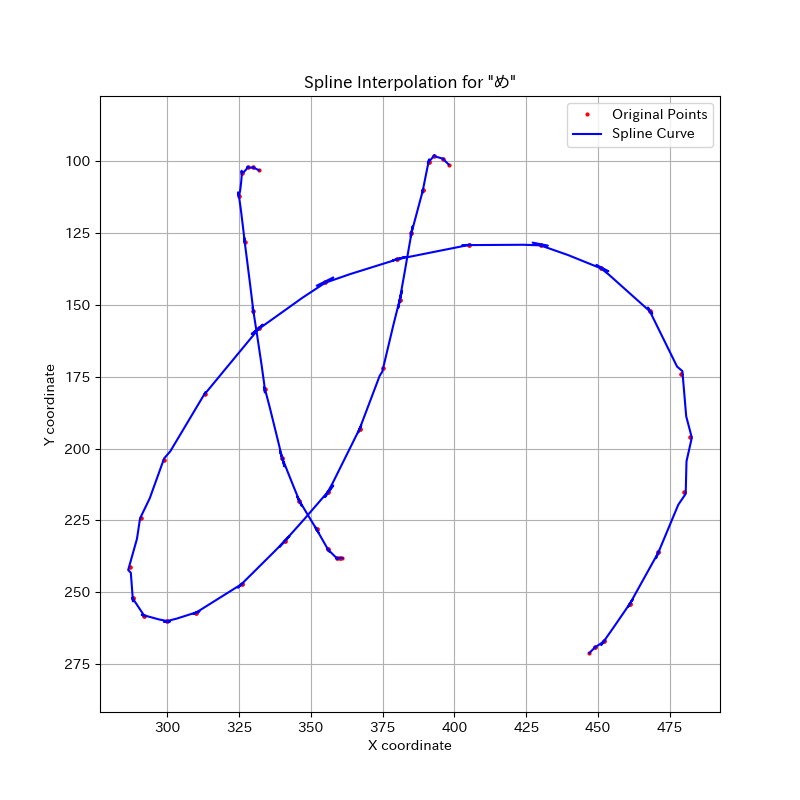 Spline Interpolation for "め"
Original Points
Spline Curve
100
125
150
175
200
225
250
275
Y coordinate
300 325 350 375 400 425 450 475
X coordinate